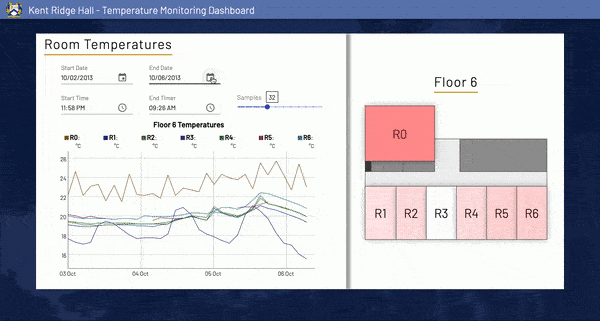 Kent Ridge Hall - Temperature Monitoring Dashboard
Room Temperatures
Start Date
End Date
10/02/2013
10/06/2013
Start Time
End Timer
Samples 32
11:58 PM
09:26 AM
Floor 6 Temperatures
R0: R1: R2: R3: R4: R5: R6:
°C °C °C °C °C °C °C
26
24
22
20
18
16
03 Oct 04 Oct 05 Oct 06 Oct
Floor 6
R0
R1 R2 R3 R4 R5 R6